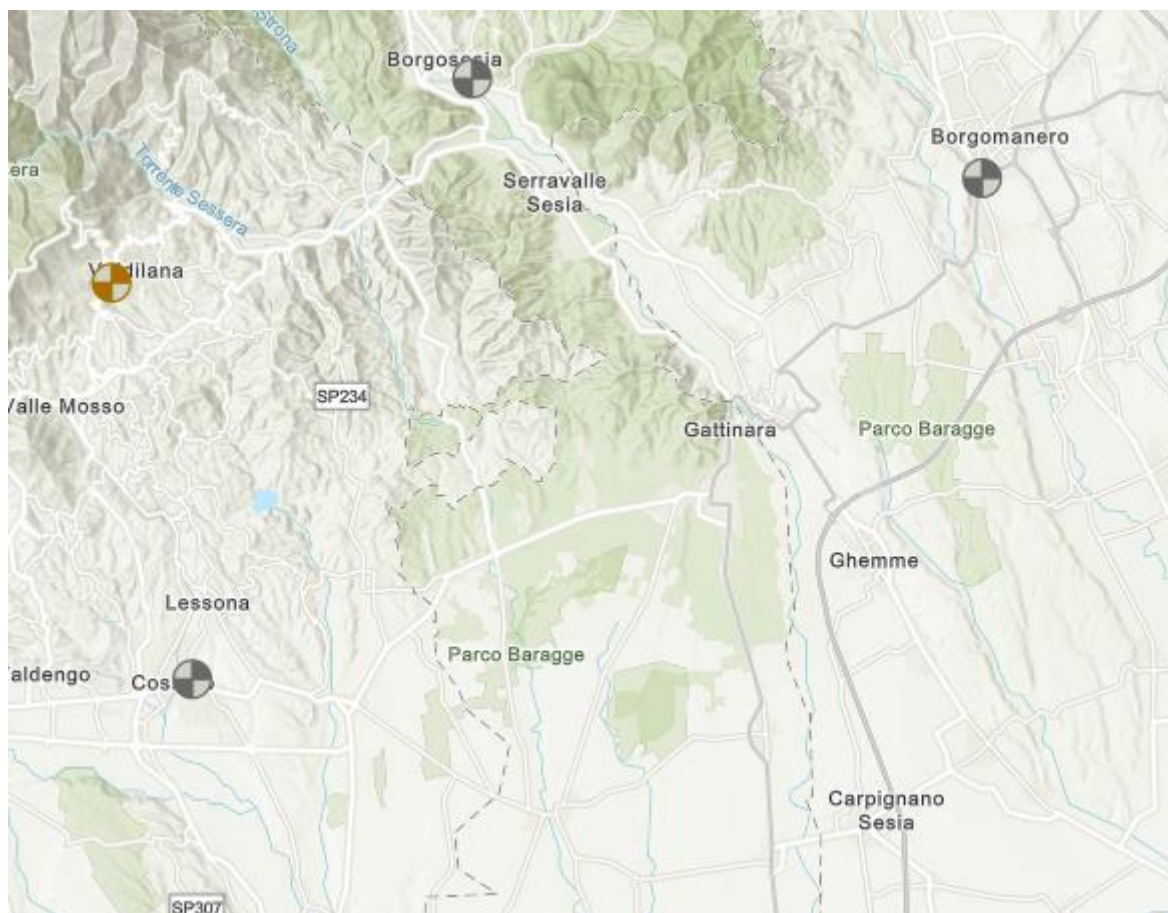 Strona
Borgosesia
Borgomanero
era
Torrente Sessera
Serravalle
Sesia
Valle Mosso
SP234
Gattinara
Parco Baragge
Ghemme
Lessona
Parco Baragge
aldengo
Carpignano
Sesia
SP307